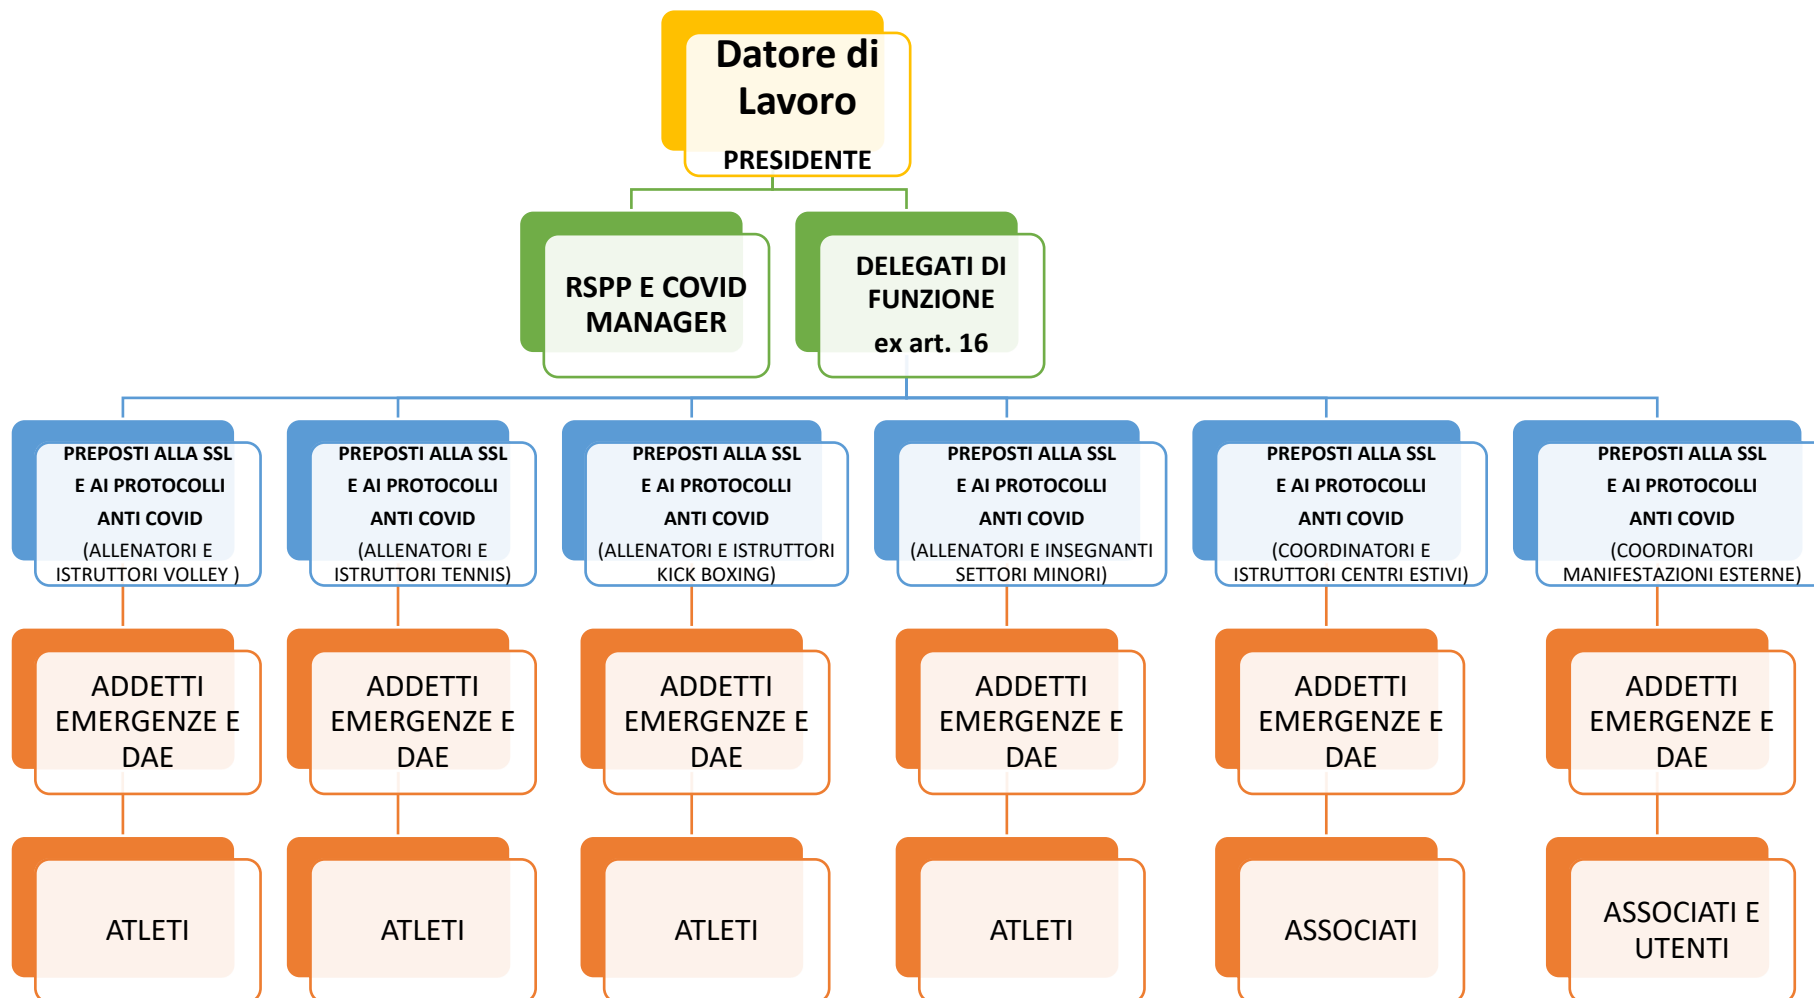 Datore di
Lavoro
PRESIDENTE
RSPP E COVID
MANAGER
DELEGATI DI
FUNZIONE
ex art. 16
PREPOSTI ALLA SSL
E AI PROTOCOLLI
ANTI COVID
(ALLENATORI E
ISTRUTTORI VOLLEY )
PREPOSTI ALLA SSL
E AI PROTOCOLLI
ANTI COVID
(ALLENATORI E
ISTRUTTORI TENNIS)
PREPOSTI ALLA SSL
E AI PROTOCOLLI
ANTI COVID
(ALLENATORI E ISTRUTTORI
KICK BOXING)
PREPOSTI ALLA SSL
E AI PROTOCOLLI
ANTI COVID
(ALLENATORI E INSEGNANTI
SETTORI MINORI)
PREPOSTI ALLA SSL
E AI PROTOCOLLI
ANTI COVID
(COORDINATORI E
ISTRUTTORI CENTRI ESTIVI)
PREPOSTI ALLA SSL
E AI PROTOCOLLI
ANTI COVID
(COORDINATORI
MANIFESTAZIONI ESTERNE)
ADDETTI
EMERGENZE E
DAE
ADDETTI
EMERGENZE E
DAE
ADDETTI
EMERGENZE E
DAE
ADDETTI
EMERGENZE E
DAE
ADDETTI
EMERGENZE E
DAE
ADDETTI
EMERGENZE E
DAE
ATLETI
ATLETI
ATLETI
ATLETI
ASSOCIATI
ASSOCIATI E
UTENTI